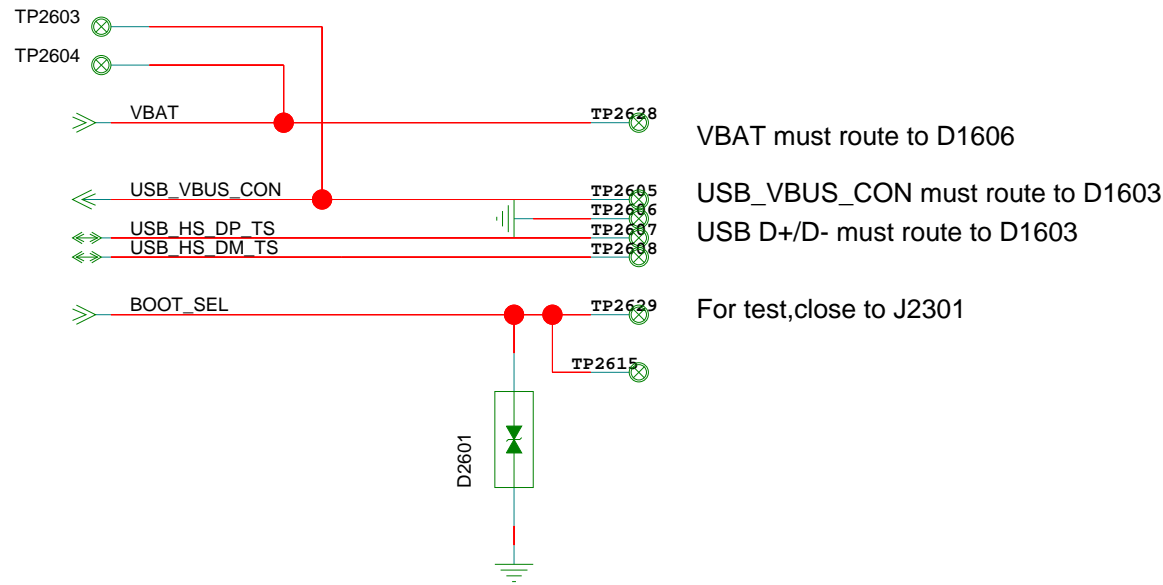 TP2603
TP2604
VBAT
TP2628
VBAT must route to D1606
USB_VBUS_CON
TP2605
USB_VBUS_CON must route to D1603
TP2606
USB_HS_DP_TS
TP2607
USB D+/D- must route to D1603
USB_HS_DM_TS
TP2608
BOOT_SEL
TP2629
For test,close to J2301
TP2615
D2601